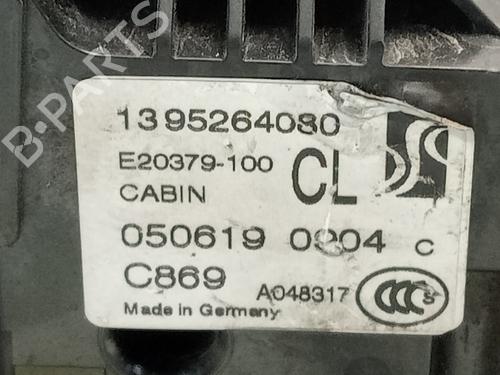 B-PARTS
1395264080
E20379-100
CL
CABIN
050619 0904 C
C869
A048317
CCC S
Made in Germany